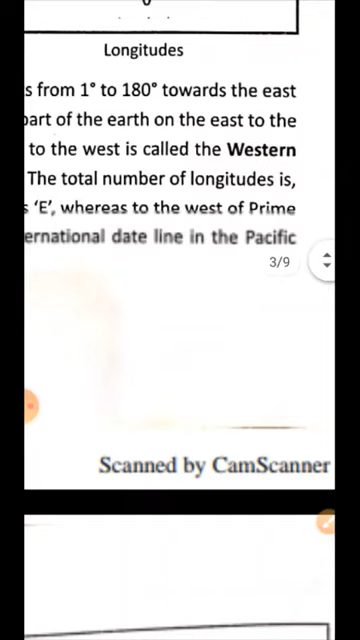 Longitudes
s from 1° to 180° towards the east
part of the earth on the east to the
to the west is called the Western
The total number of longitudes is,
s 'E', whereas to the west of Prime
ernational date line in the Pacific
3/9
Scanned by CamScanner